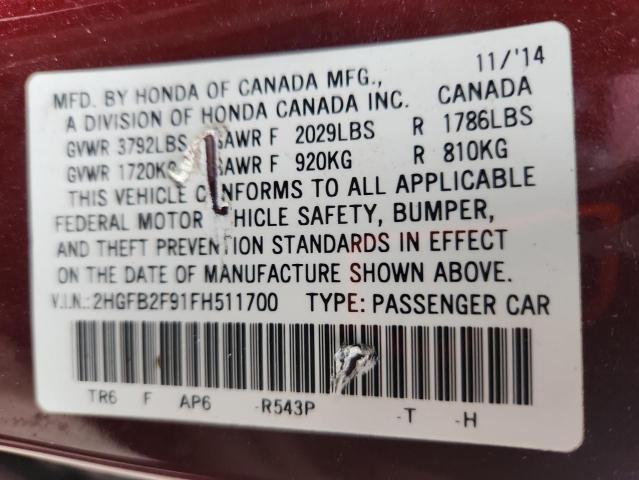 MFD. BY HONDA OF CANADA MFG., 11/'14
A DIVISION OF HONDA CANADA INC. CANADA
GVWR 3792LBS GAWR F 2029LBS R 1786LBS
GVWR 1720KG GAWR F 920KG R 810KG
THIS VEHICLE CONFORMS TO ALL APPLICABLE
FEDERAL MOTOR VEHICLE SAFETY, BUMPER,
AND THEFT PREVENTION STANDARDS IN EFFECT
ON THE DATE OF MANUFACTURE SHOWN ABOVE.
V.I.N.: 2HGFB2F91FH511700 TYPE: PASSENGER CAR
TR6 F AP6 -R543P -T -H